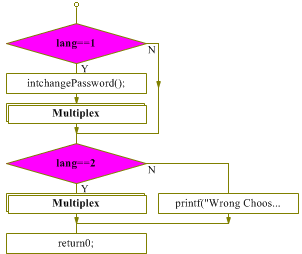 lang==1
N
Y
intchangePassword();
Multiplex
lang==2
N
Y
Multiplex
printf("Wrong Choos...
return0;